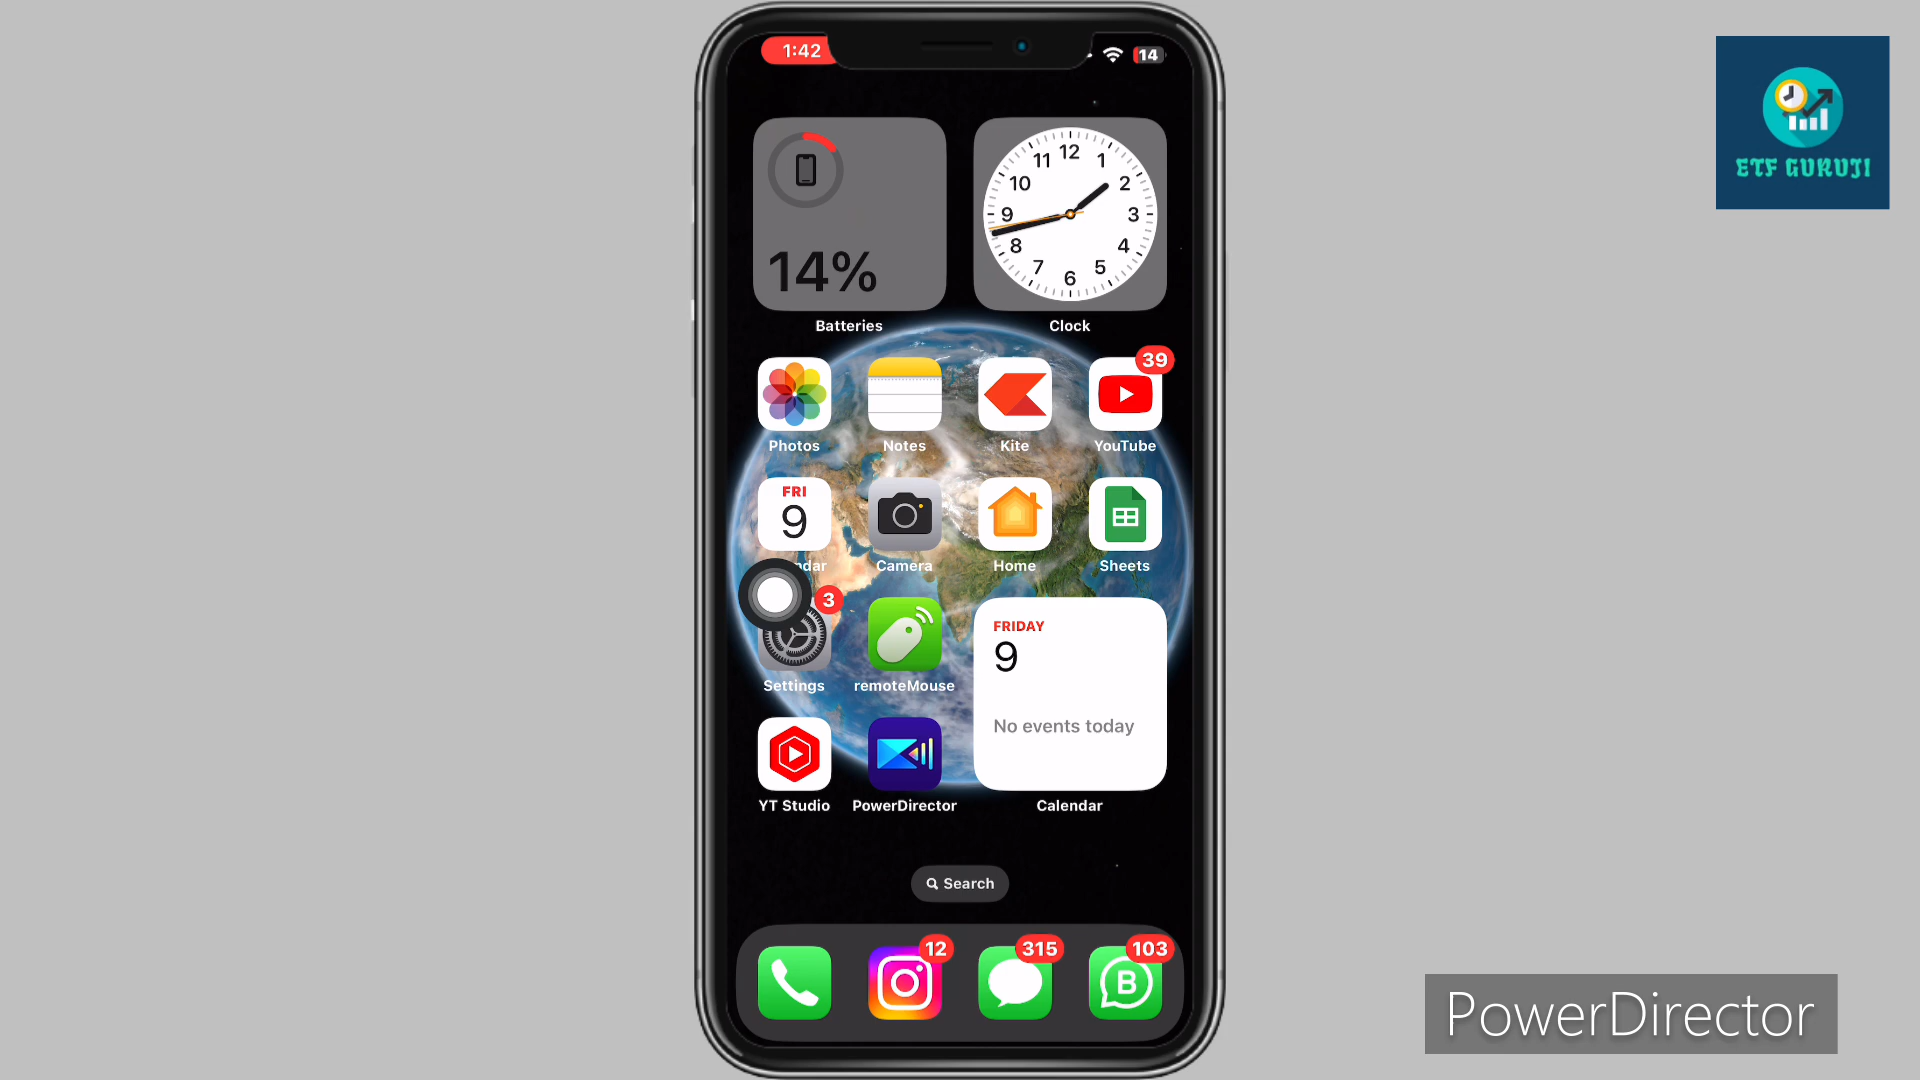 1:42
14
ETF GURUJI
14%
12
11
1
10
2
9
3
8
4
7
5
6
Batteries
Clock
39
Photos
Notes
Kite
YouTube
FRI
9
dar
Camera
Home
Sheets
3
Settings
remoteMouse
FRIDAY
9
No events today
YT Studio
PowerDirector
Calendar
Search
12
315
103
B
PowerDirector